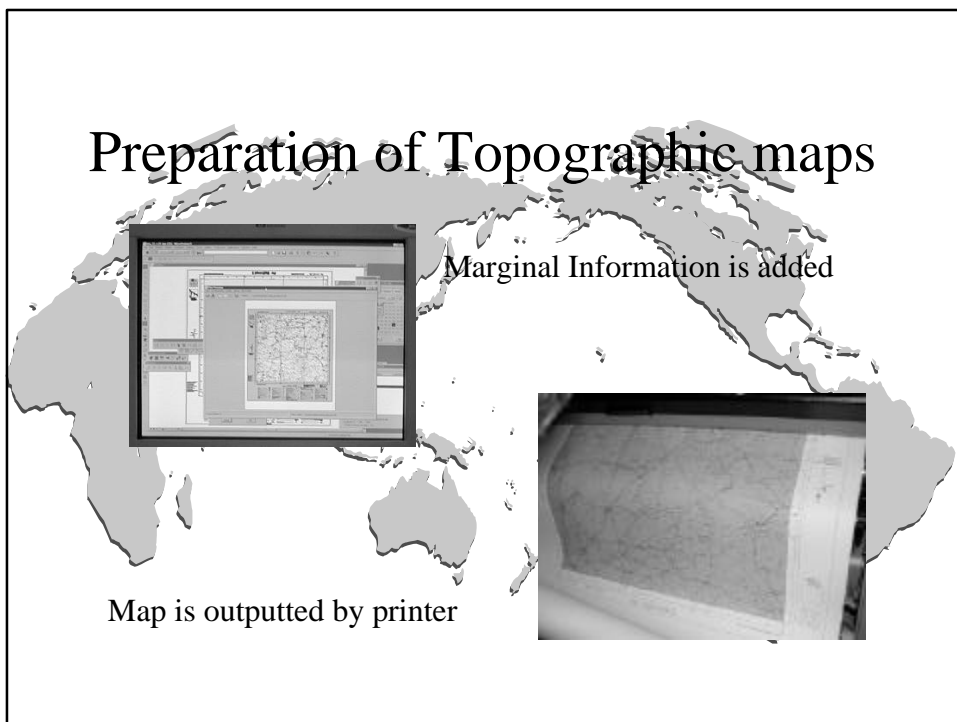 Preparation of Topographic maps
Marginal Information is added
Map is outputted by printer